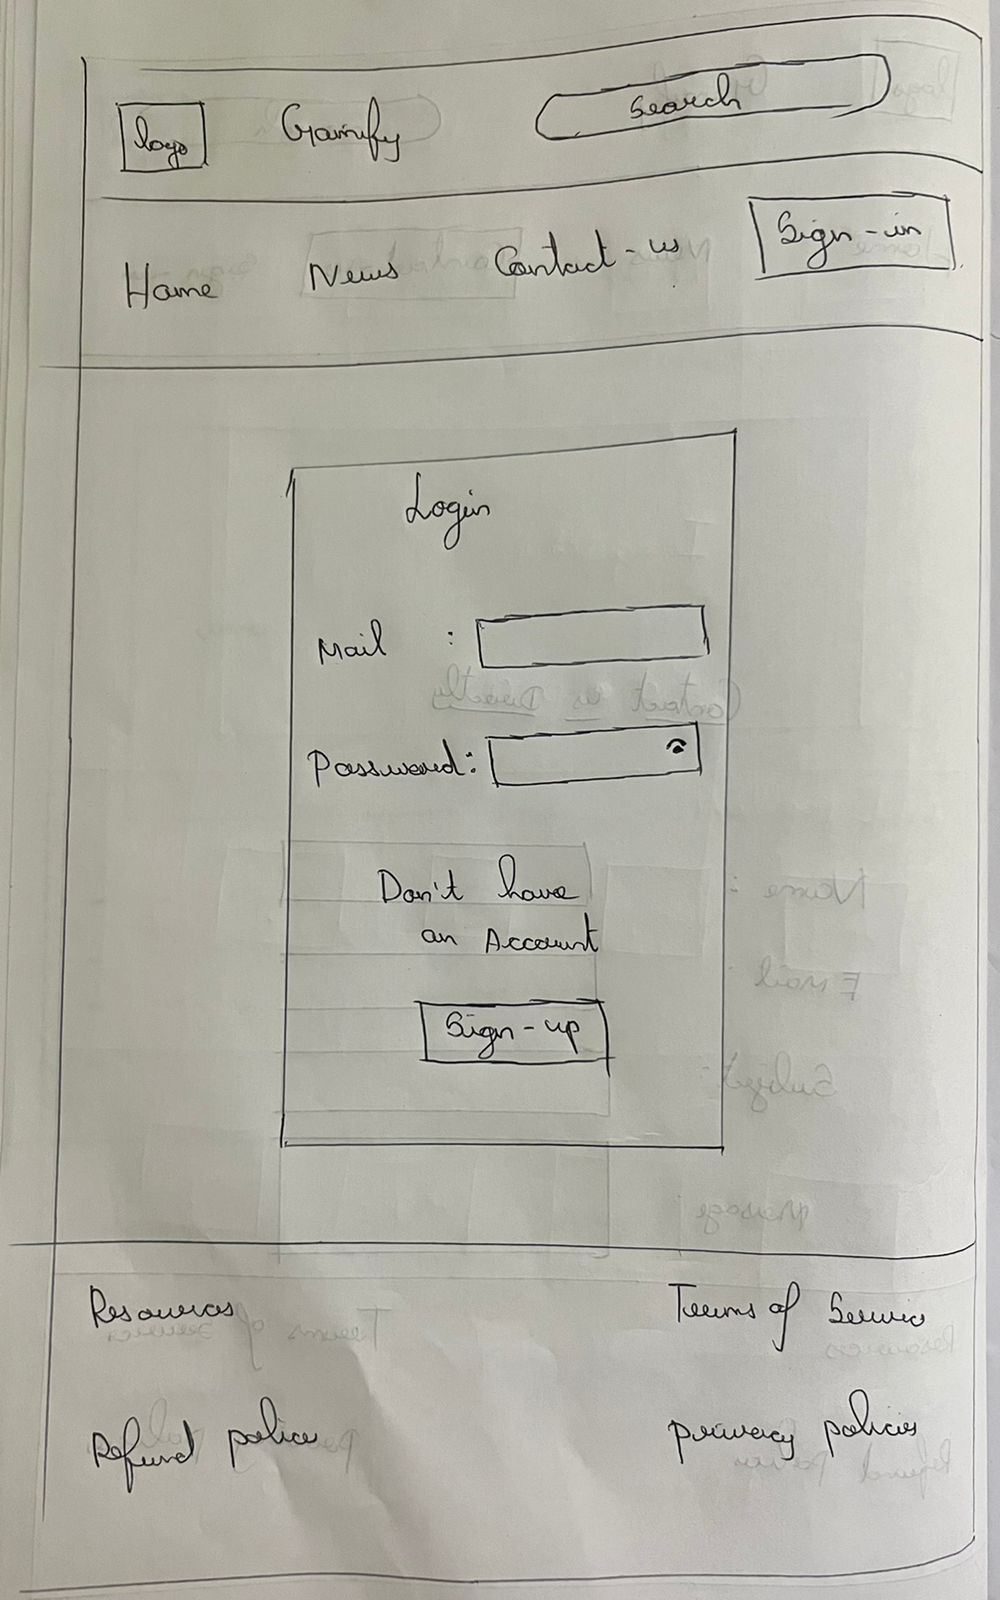 logo Gamify Search
Home News Contact-us Sign-in
Login
Mail :
Password:
Don't have
an Account
Sign-up
Resources Terms of Service
Refund policies privacy policies